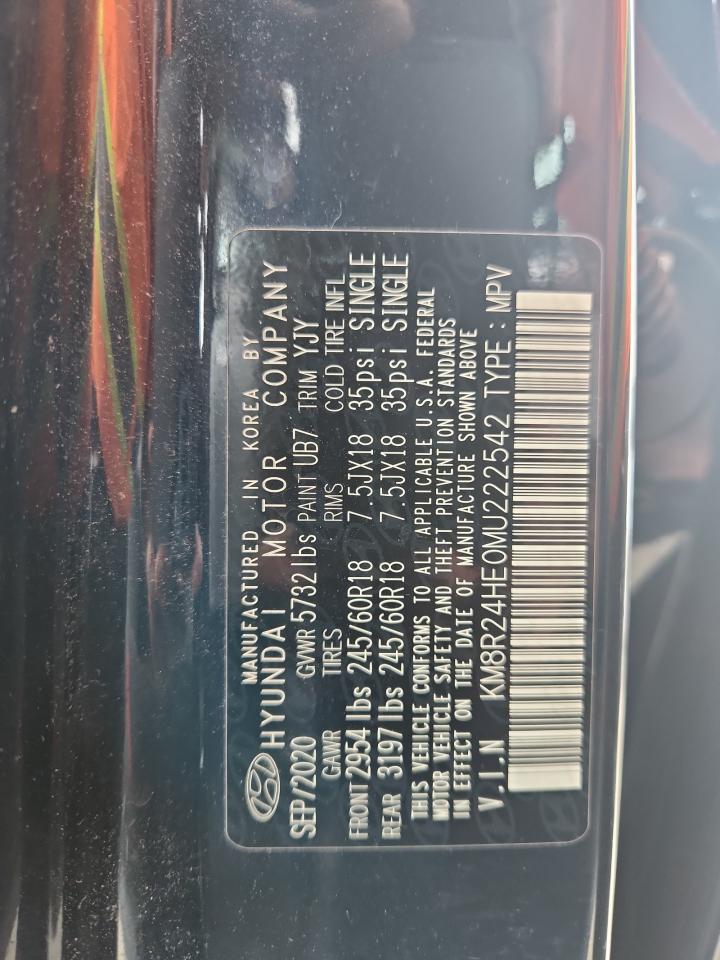 MANUFACTURED IN KOREA BY
HYUNDAI MOTOR COMPANY
SEP/2020 GVWR 5732 lbs PAINT UB7 TRIM YJY
GAWR TIRES RIMS COLD TIRE INFL
FRONT 2954 lbs 245/60R18 7.5JX18 35psi SINGLE
REAR 3197 lbs 245/60R18 7.5JX18 35psi SINGLE
THIS VEHICLE CONFORMS TO ALL APPLICABLE U.S.A. FEDERAL
MOTOR VEHICLE SAFETY AND THEFT PREVENTION STANDARDS
IN EFFECT ON THE DATE OF MANUFACTURE SHOWN ABOVE
V.I.N KM8R24HE0MU222542 TYPE : MPV